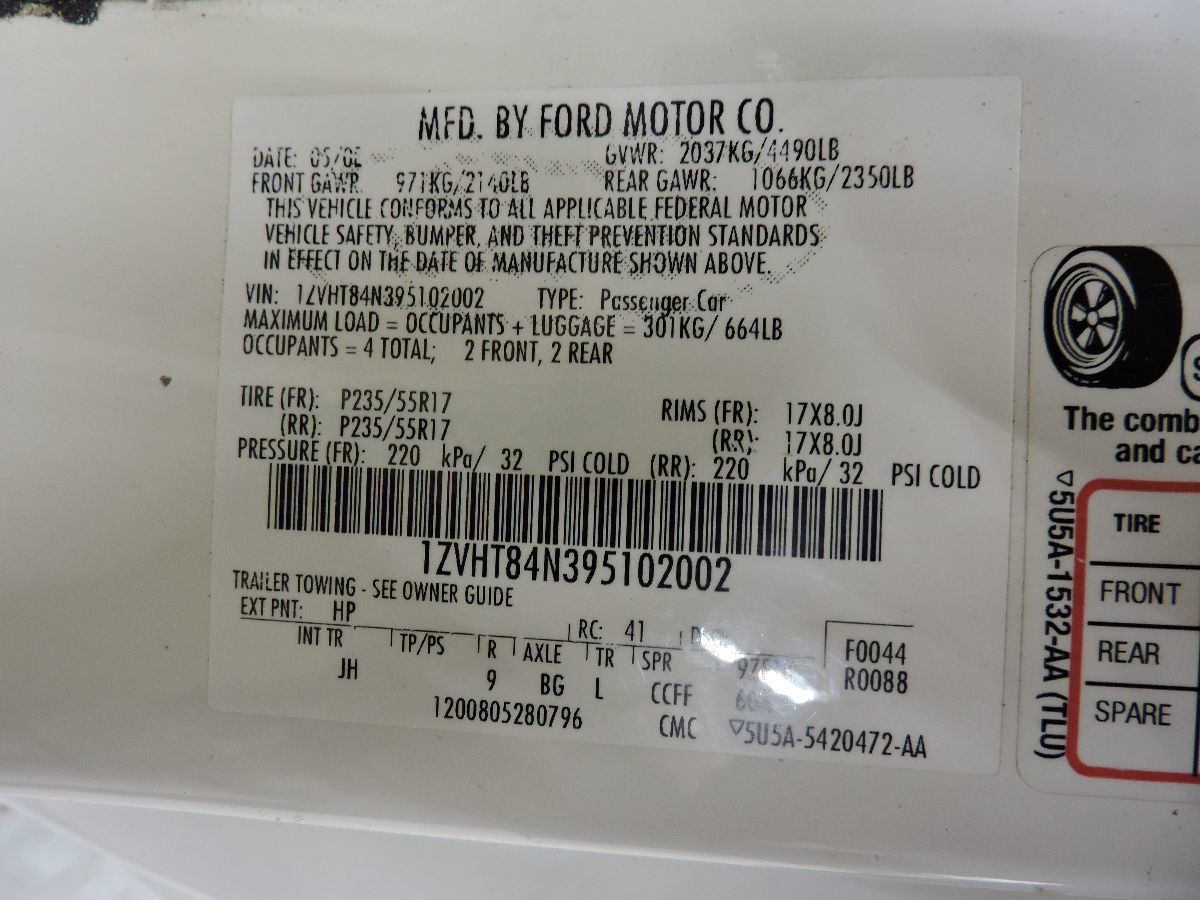 MFD. BY FORD MOTOR CO.
DATE: GVWR: 2037KG/4490LB
FRONT GAWR: 971KG/2140LB REAR GAWR: 1066KG/2350LB
THIS VEHICLE CONFORMS TO ALL APPLICABLE FEDERAL MOTOR
VEHICLE SAFETY, BUMPER, AND THEFT PREVENTION STANDARDS
IN EFFECT ON THE DATE OF MANUFACTURE SHOWN ABOVE.
VIN: 1ZVHT84N395102002 TYPE: Passenger Car
MAXIMUM LOAD = OCCUPANTS + LUGGAGE = 301KG/ 664LB
OCCUPANTS = 4 TOTAL; 2 FRONT, 2 REAR
TIRE (FR): P235/55R17 RIMS (FR): 17X8.0J
(RR): P235/55R17 (RR): 17X8.0J
PRESSURE (FR): 220 kPa/ 32 PSI COLD (RR): 220 kPa/ 32 PSI COLD
1ZVHT84N395102002
TRAILER TOWING - SEE OWNER GUIDE
EXT PNT: HP RC: 41
INT TR TP/PS R AXLE TR SPR F0044
JH 9 BG L CCFF R0088
1200805280796 CMC ▽5U5A-5420472-AA
The comb
and ca
▽5U5A-1532-AA (TLU)
TIRE
FRONT
REAR
SPARE